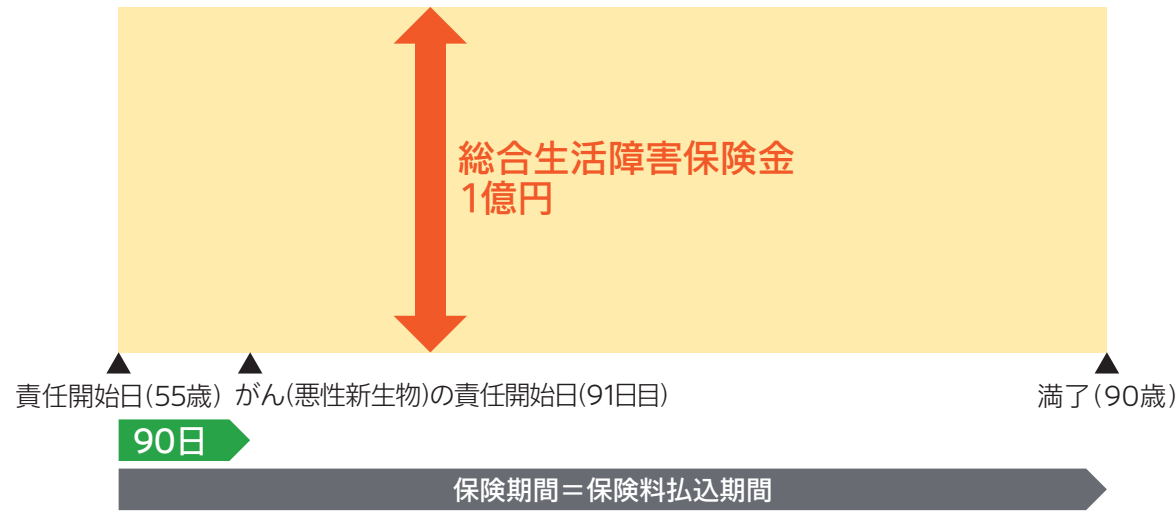 総合生活障害保険金
1億円
責任開始日(55歳)
がん(悪性新生物)の責任開始日(91日目)
満了(90歳)
90日
保険期間＝保険料払込期間